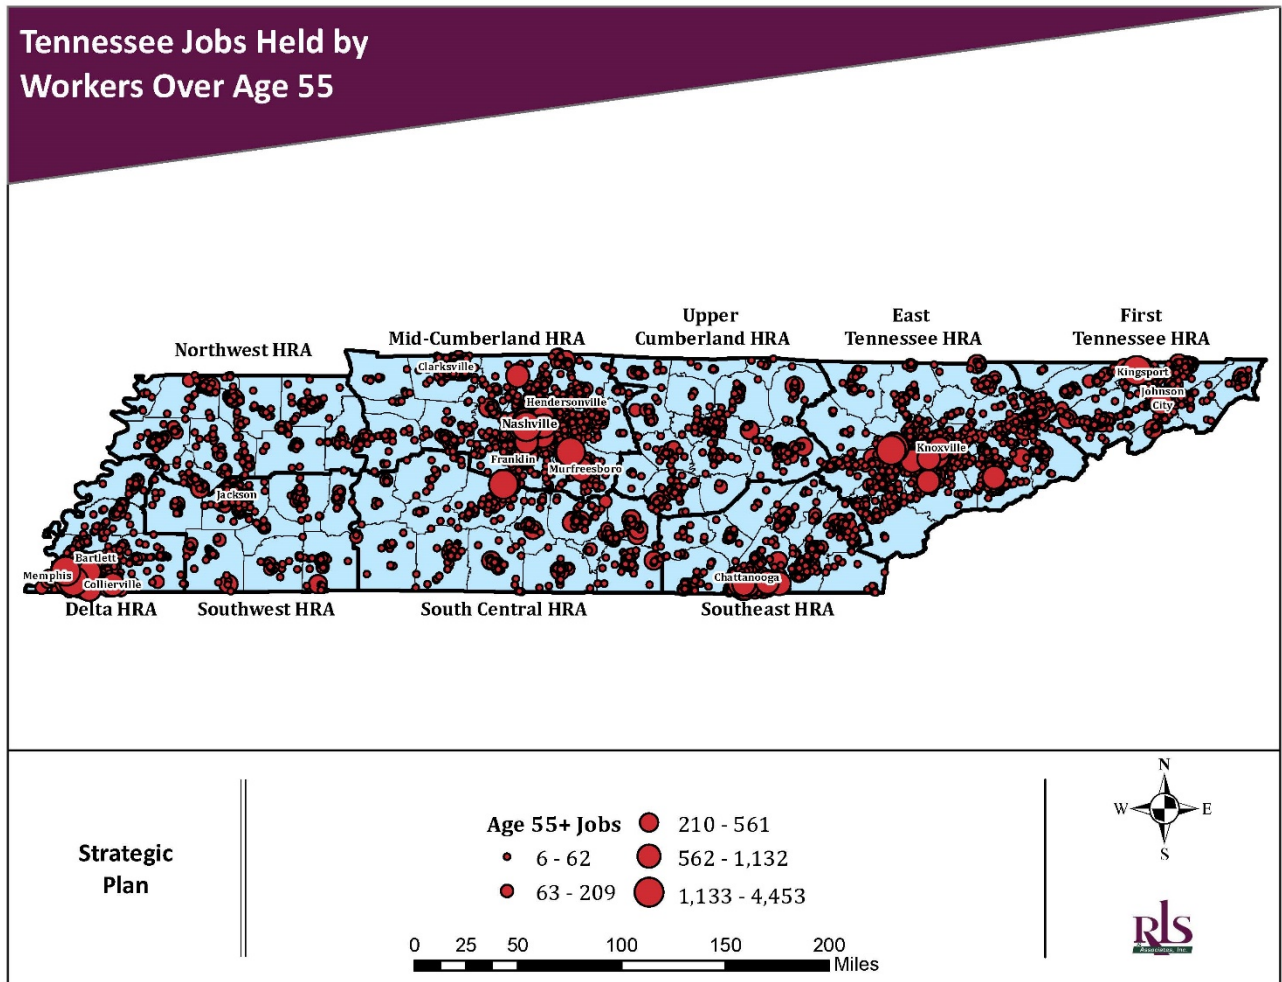 Tennessee Jobs Held by
Workers Over Age 55
Northwest HRA
Mid-Cumberland HRA
Upper
Cumberland HRA
East
Tennessee HRA
First
Tennessee HRA
Clarksville
Hendersonville
Nashville
Franklin
Murfreesboro
Knoxville
Kingsport
Johnson
City
Jackson
Bartlett
Memphis
Collierville
Chattanooga
Delta HRA
Southwest HRA
South Central HRA
Southeast HRA
Strategic
Plan
Age 55+ Jobs
6 - 62
63 - 209
210 - 561
562 - 1,132
1,133 - 4,453
0 25 50 100 150 200
Miles
N
W E
S
RLS
& Associates, Inc.